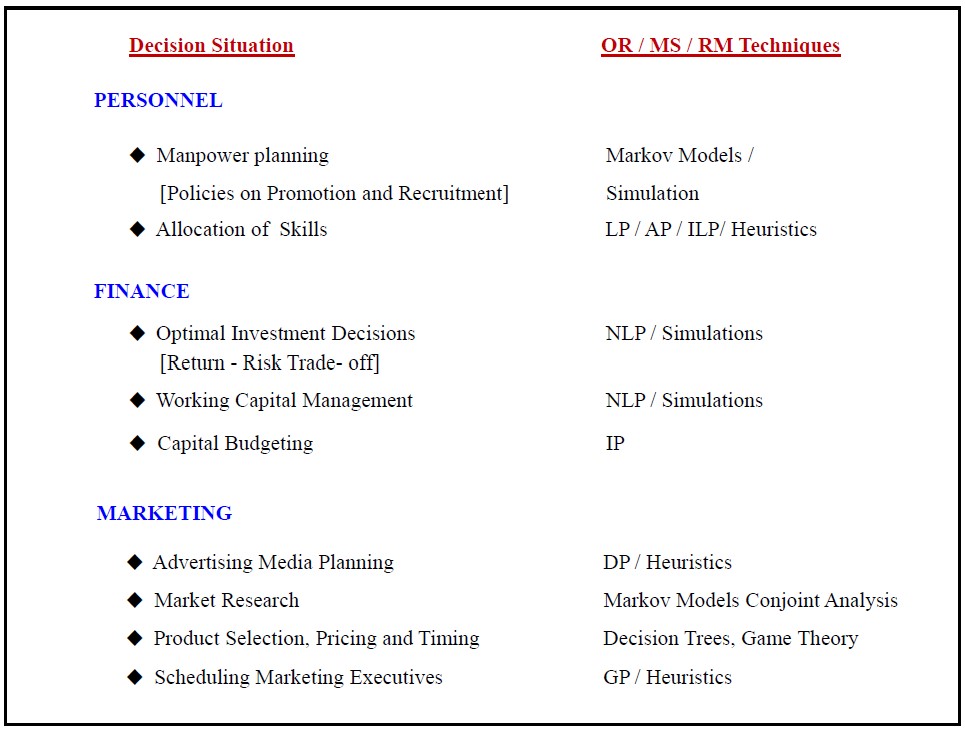 Decision Situation OR / MS / RM Techniques
PERSONNEL
◆ Manpower planning Markov Models /
[Policies on Promotion and Recruitment] Simulation
◆ Allocation of Skills LP / AP / ILP/ Heuristics
FINANCE
◆ Optimal Investment Decisions NLP / Simulations
[Return - Risk Trade- off]
◆ Working Capital Management NLP / Simulations
◆ Capital Budgeting IP
MARKETING
◆ Advertising Media Planning DP / Heuristics
◆ Market Research Markov Models Conjoint Analysis
◆ Product Selection, Pricing and Timing Decision Trees, Game Theory
◆ Scheduling Marketing Executives GP / Heuristics